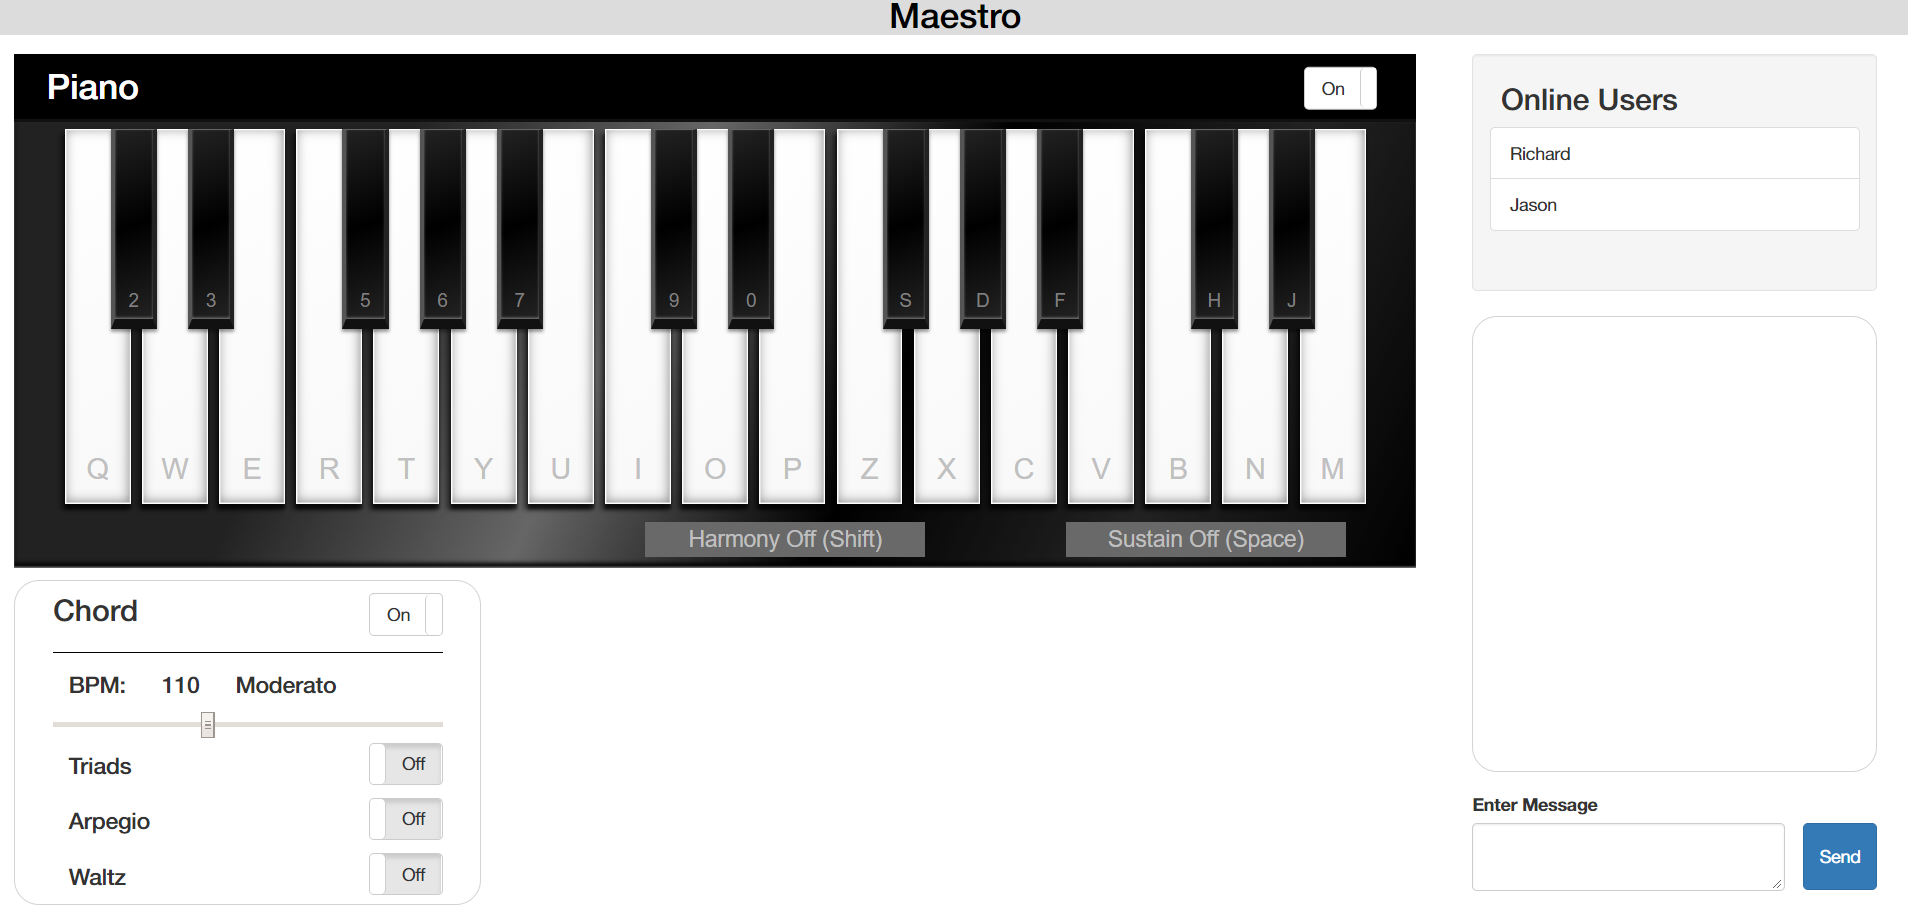 Maestro
Piano
On
2 3 5 6 7 9 0 S D F H J
Q W E R T Y U I O P Z X C V B N M
Harmony Off (Shift)
Sustain Off (Space)
Chord
On
BPM: 110 Moderato
Triads
Off
Arpegio
Off
Waltz
Off
Online Users
Richard
Jason
Enter Message
Send